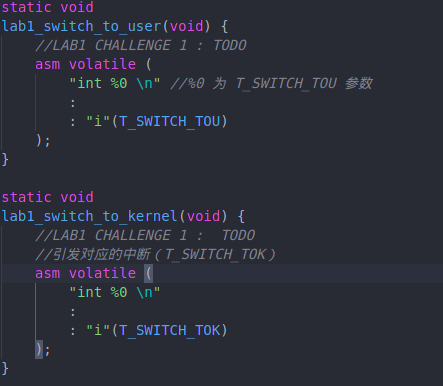 static void
lab1_switch_to_user(void) {
    //LAB1 CHALLENGE 1 : TODO
    asm volatile (
        "int %0 \n" //%0 为 T_SWITCH_TOU 参数
        :
        : "i"(T_SWITCH_TOU)
    );
}
static void
lab1_switch_to_kernel(void) {
    //LAB1 CHALLENGE 1 :  TODO
    //引发对应的中断（T_SWITCH_TOK）
    asm volatile (
        "int %0 \n"
        :
        : "i"(T_SWITCH_TOK)
    );
}